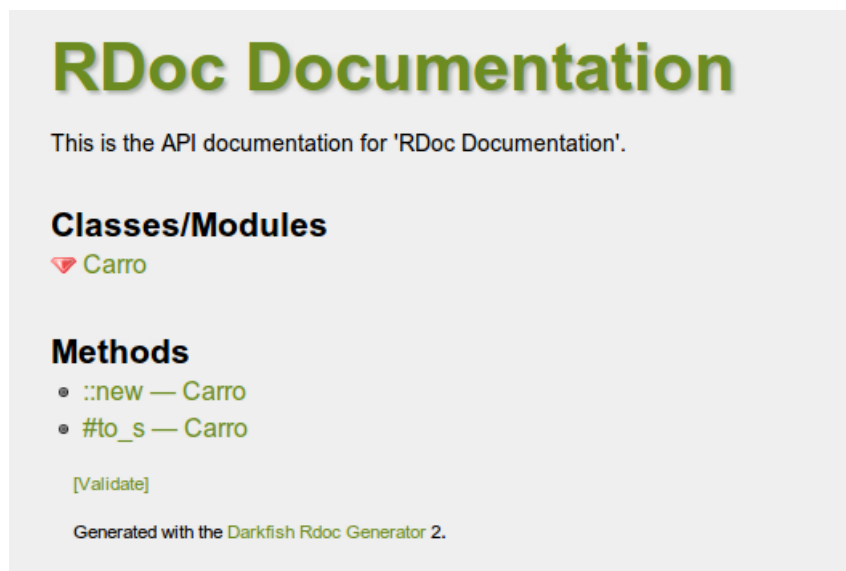 RDoc Documentation
This is the API documentation for 'RDoc Documentation'.
Classes/Modules
Carro
Methods
::new — Carro
#to_s — Carro
[Validate]
Generated with the Darkfish Rdoc Generator 2.